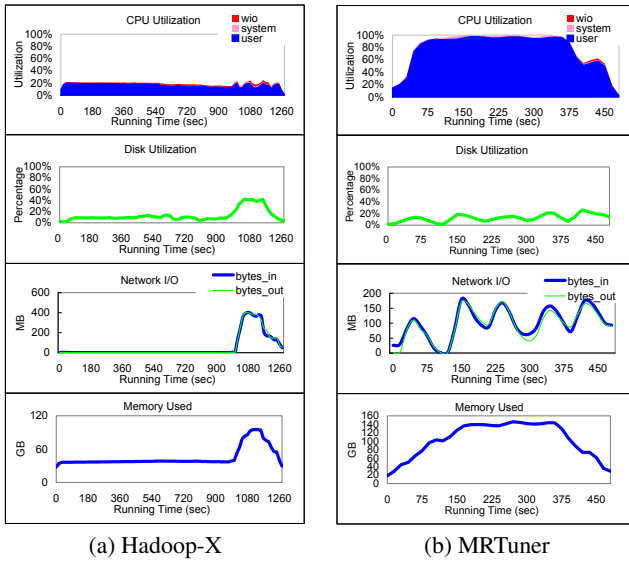 CPU Utilization
wio
system
user
Utilization
100%
80%
60%
40%
20%
0%
0 180 360 540 720 900 1080 1260
Running Time (sec)
Disk Utilization
Percentage
100%
80%
60%
40%
20%
0%
0 180 360 540 720 900 1080 1260
Running Time (sec)
Network I/O
bytes_in
bytes_out
MB
600
400
200
0
0 180 360 540 720 900 1080 1260
Running Time (sec)
Memory Used
GB
120
60
0
0 180 360 540 720 900 1080 1260
Running Time (sec)
(a) Hadoop-X
CPU Utilization
wio
system
user
Utilization
100%
80%
60%
40%
20%
0%
0 75 150 225 300 375 450
Running Time (sec)
Disk Utilization
Percentage
100%
80%
60%
40%
20%
0%
0 75 150 225 300 375 450
Running Time (sec)
Network I/O
bytes_in
bytes_out
MB
200
150
100
50
0
0 75 150 225 300 375 450
Running Time (sec)
Memory Used
GB
160
140
120
100
80
60
40
20
0
0 75 150 225 300 375 450
Running Time (sec)
(b) MRTuner